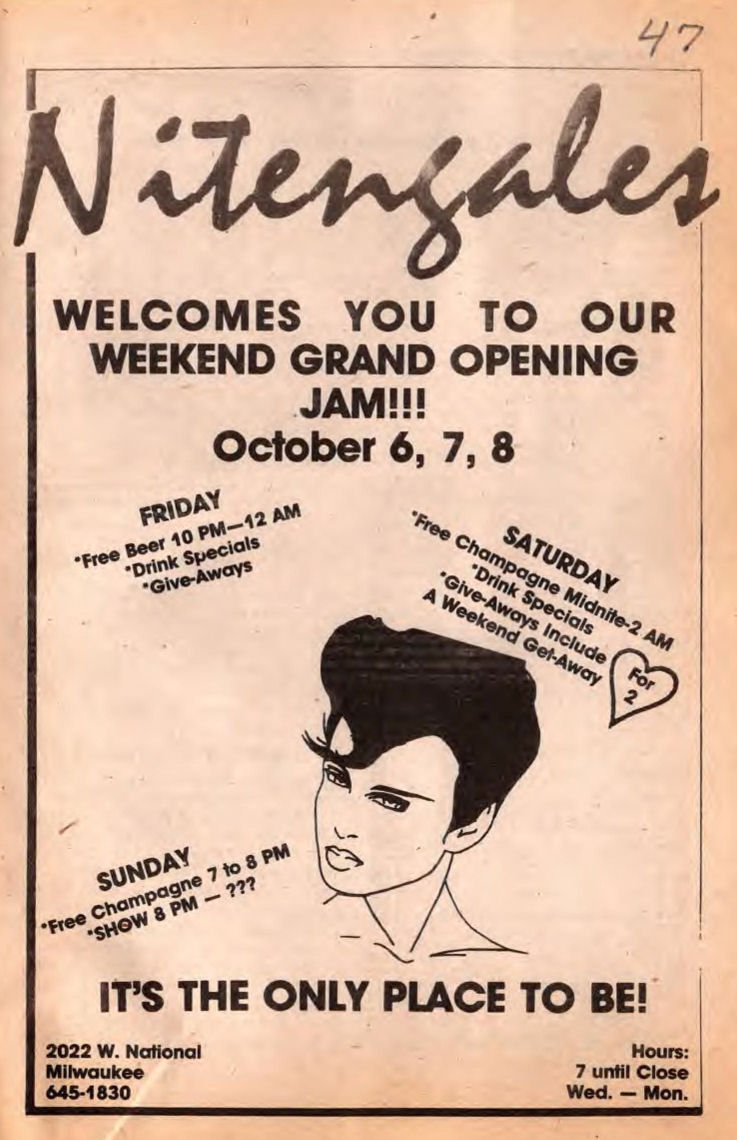 47
Nitengales
WELCOMES YOU TO OUR
WEEKEND GRAND OPENING
JAM!!!
October 6, 7, 8
FRIDAY
*Free Beer 10 PM—12 AM
*Drink Specials
*Give-Aways
SATURDAY
*Free Champagne Midnite-2 AM
*Drink Specials
*Give-Aways Include
A Weekend Get-Away
For
2
SUNDAY
*Free Champagne 7 to 8 PM
*SHOW 8 PM — ???
IT'S THE ONLY PLACE TO BE!
2022 W. National
Milwaukee
645-1830
Hours:
7 until Close
Wed. — Mon.